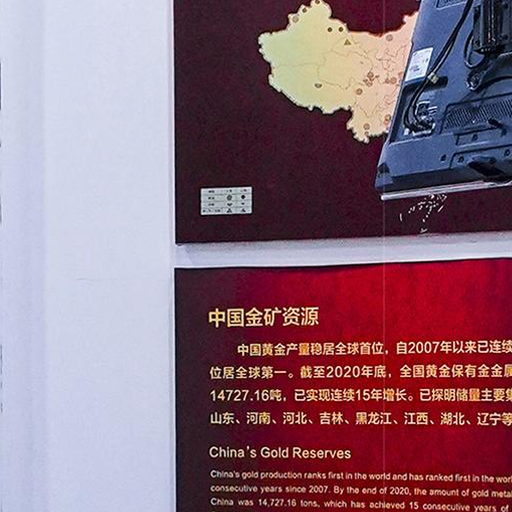 中国金矿资源
中国黄金产量稳居全球首位，自2007年以来已连续
位居全球第一。截至2020年底，全国黄金保有金金属
14727.16吨，已实现连续15年增长。已探明储量主要集
山东、河南、河北、吉林、黑龙江、江西、湖北、辽宁等
China's Gold Reserves
China's gold production ranks first in the world and has ranked first in the world
consecutive years since 2007. By the end of 2020, the amount of gold metal
China was 14,727.16 tons, which has achieved 15 consecutive years of